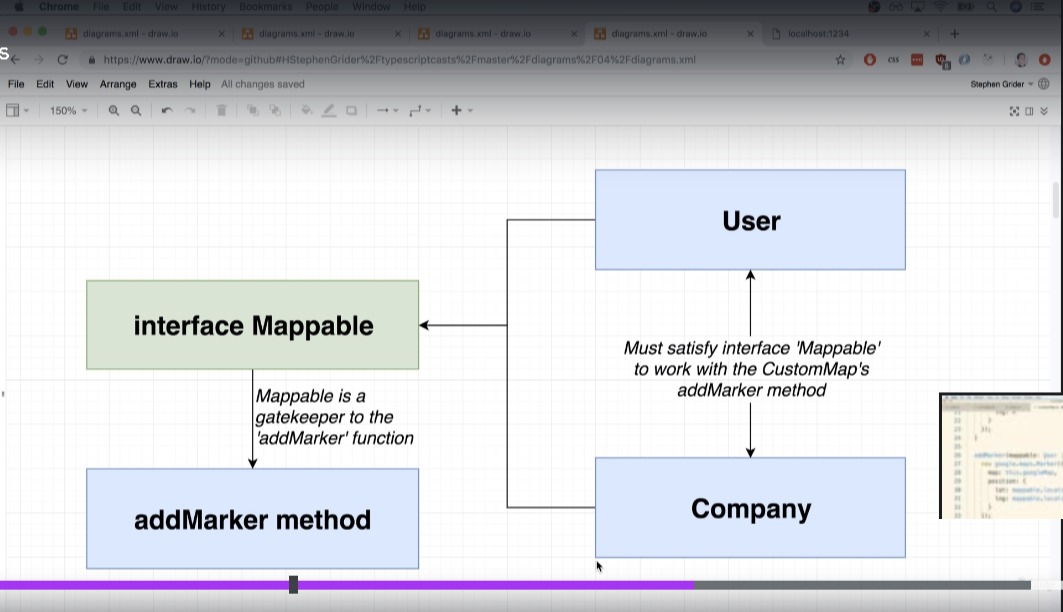 Chrome File Edit View History Bookmarks People Window Help
diagrams.xml - draw.io
diagrams.xml - draw.io
diagrams.xml - draw.io
diagrams.xml - draw.io
localhost:1234
s
https://www.draw.io/?mode=github#HStephenGrider%2Ftypescriptcasts%2Fmaster%2Fdiagrams%2F04%2Fdiagrams.xml
CSS
File Edit View Arrange Extras Help All changes saved
Stephen Grider
150%
User
interface Mappable
Must satisfy interface 'Mappable'
to work with the CustomMap's
addMarker method
Mappable is a
gatekeeper to the
'addMarker' function
addMarker method
Company